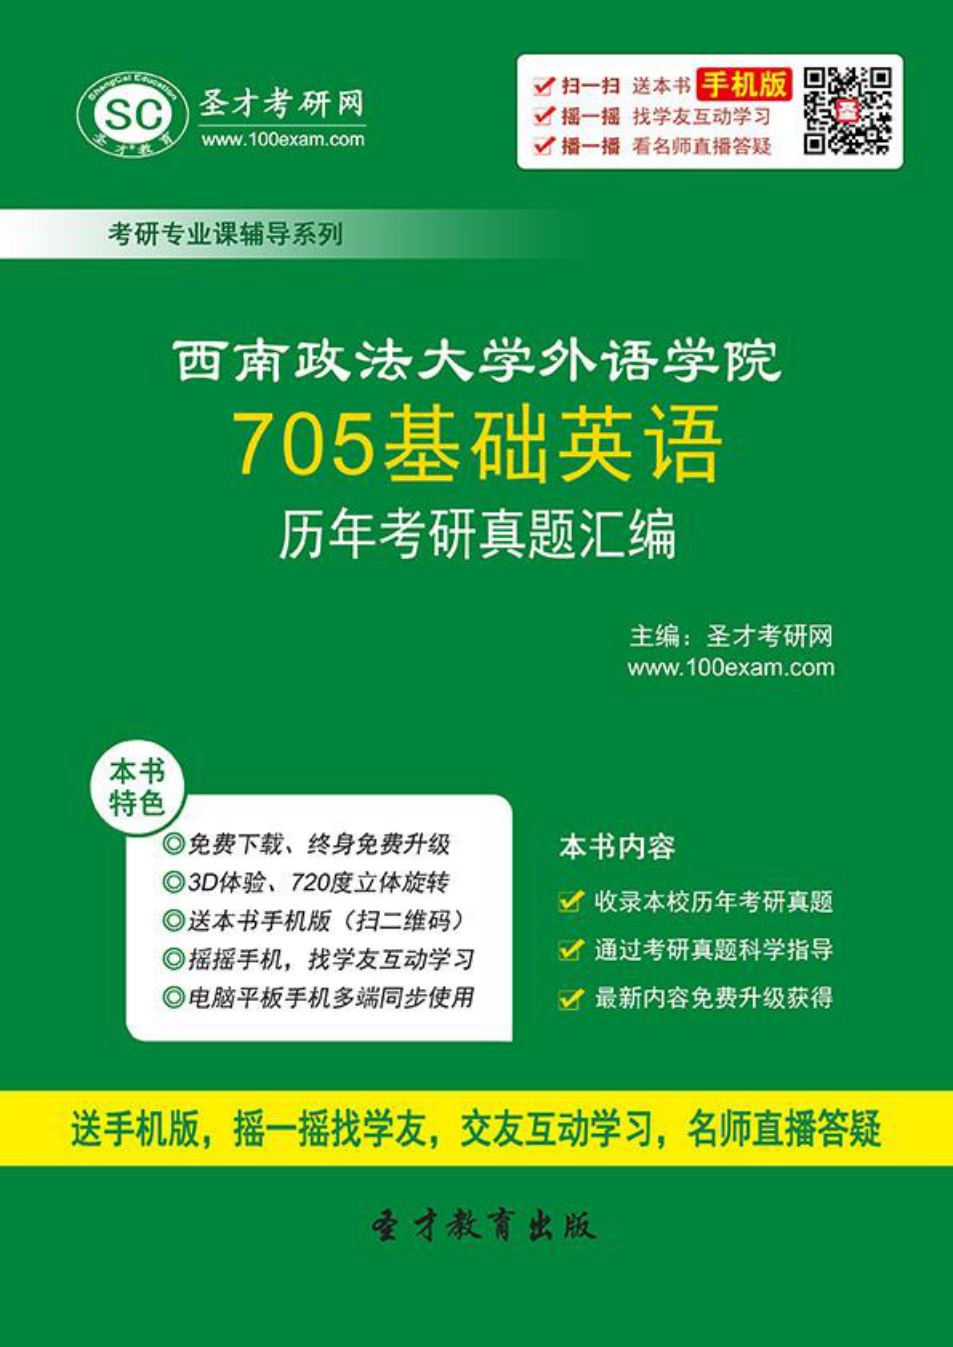 ShengCai Education
SC
圣才教育
圣才考研网
www.100exam.com
扫一扫 送本书 手机版
摇一摇 找学友互动学习
播一播 看名师直播答疑
圣
考研专业课辅导系列
西南政法大学外语学院
705基础英语
历年考研真题汇编
主编：圣才考研网
www.100exam.com
本书
特色
◎免费下载、终身免费升级
◎3D体验、720度立体旋转
◎送本书手机版（扫二维码）
◎摇摇手机，找学友互动学习
◎电脑平板手机多端同步使用
本书内容
收录本校历年考研真题
通过考研真题科学指导
最新内容免费升级获得
送手机版，摇一摇找学友，交友互动学习，名师直播答疑
圣才教育出版